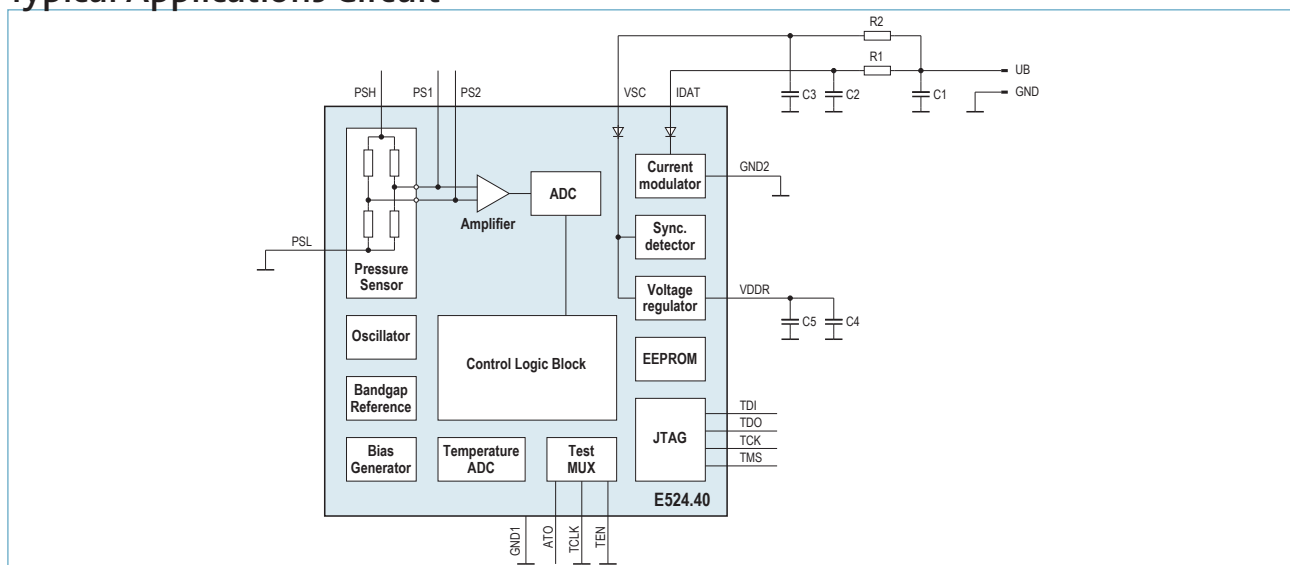 Typical Applications Circuit
R2
R1
UB
GND
C3
C2
C1
PSH
PS1
PS2
VSC
IDAT
Current
modulator
GND2
ADC
Amplifier
Sync.
detector
PSL
Pressure
Sensor
Voltage
regulator
VDDR
C5
C4
Oscillator
Control Logic Block
EEPROM
Bandgap
Reference
JTAG
TDI
TDO
TCK
TMS
Bias
Generator
Temperature
ADC
Test
MUX
E524.40
GND1
ATO
TCLK
TEN